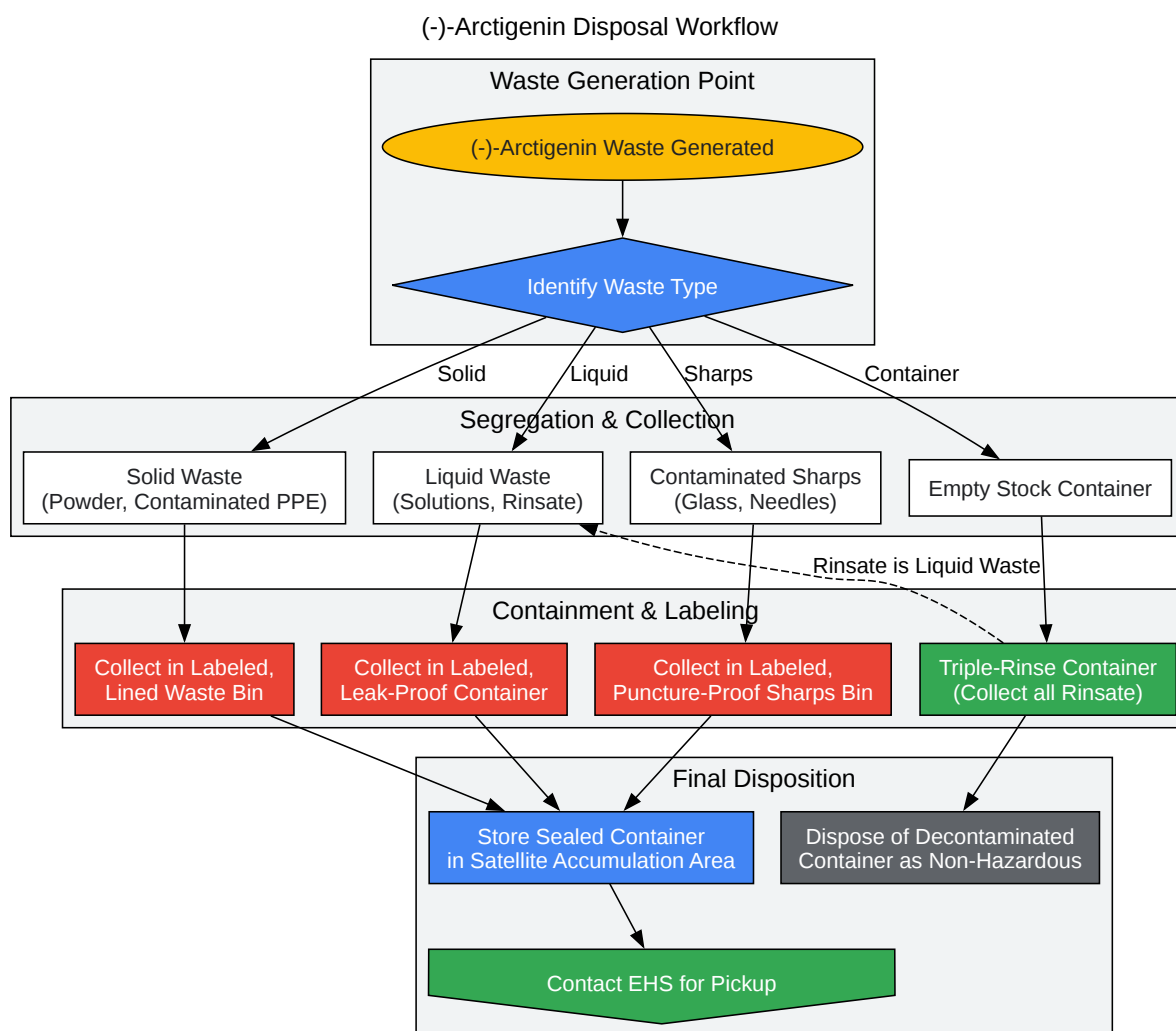 (-)-Arctigenin Disposal Workflow
Waste Generation Point
(-)-Arctigenin Waste Generated
Identify Waste Type
Solid
Liquid
Sharps
Container
Segregation & Collection
Solid Waste
(Powder, Contaminated PPE)
Liquid Waste
(Solutions, Rinsate)
Contaminated Sharps
(Glass, Needles)
Empty Stock Container
Rinsate is Liquid Waste
Containment & Labeling
Collect in Labeled,
Lined Waste Bin
Collect in Labeled,
Leak-Proof Container
Collect in Labeled,
Puncture-Proof Sharps Bin
Triple-Rinse Container
(Collect all Rinsate)
Final Disposition
Store Sealed Container
in Satellite Accumulation Area
Dispose of Decontaminated
Container as Non-Hazardous
Contact EHS for Pickup